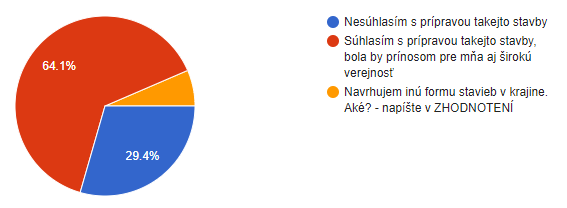 64.1%
29.4%
Nesúhlasím s prípravou takejto stavby
Súhlasím s prípravou takejto stavby,
bola by prínosom pre mňa aj širokú
verejnosť
Navrhujem inú formu stavieb v krajine.
Aké? - napíšte v ZHODNOTENÍ